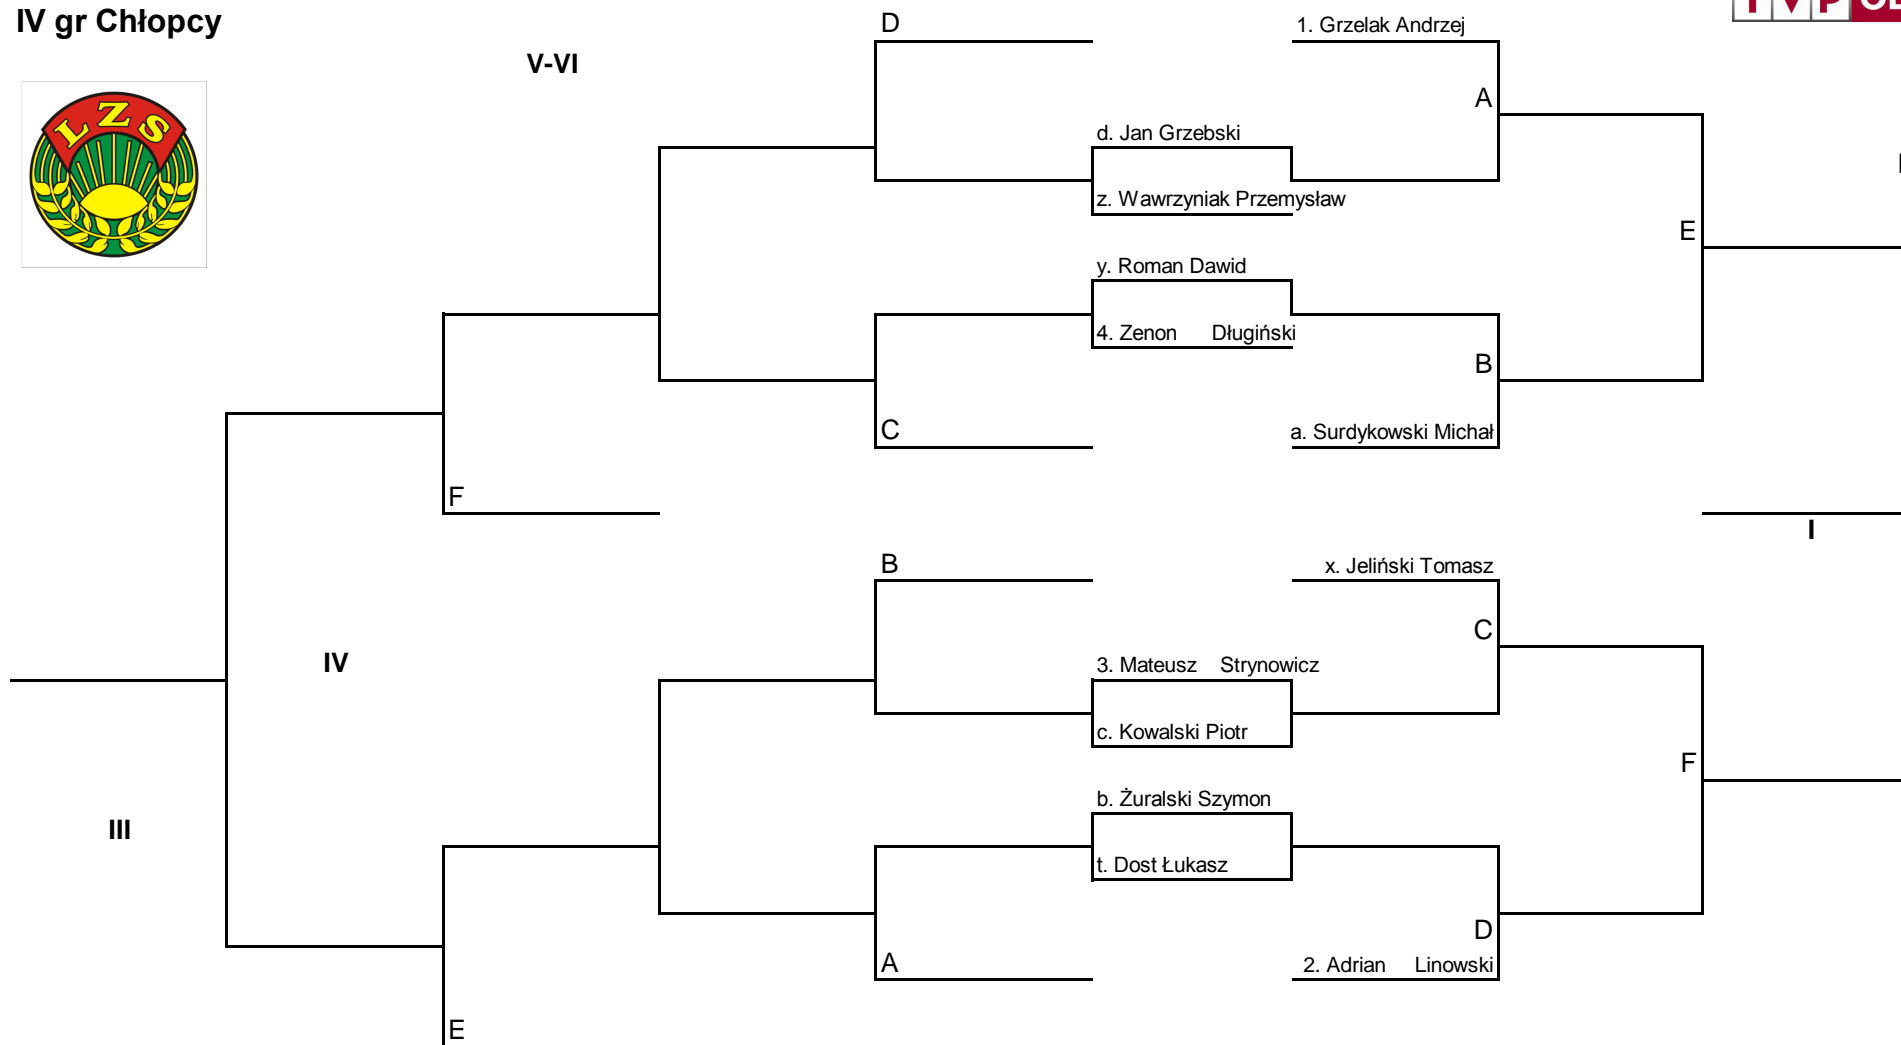 IV gr Chłopcy
D
1. Grzelak Andrzej
V-VI
LZS
A
d. Jan Grzebski
z. Wawrzyniak Przemysław
E
y. Roman Dawid
4. Zenon Długiński
B
C
a. Surdykowski Michał
F
I
B
x. Jeliński Tomasz
C
IV
3. Mateusz Strynowicz
c. Kowalski Piotr
F
b. Żuralski Szymon
III
t. Dost Łukasz
D
A
2. Adrian Linowski
E